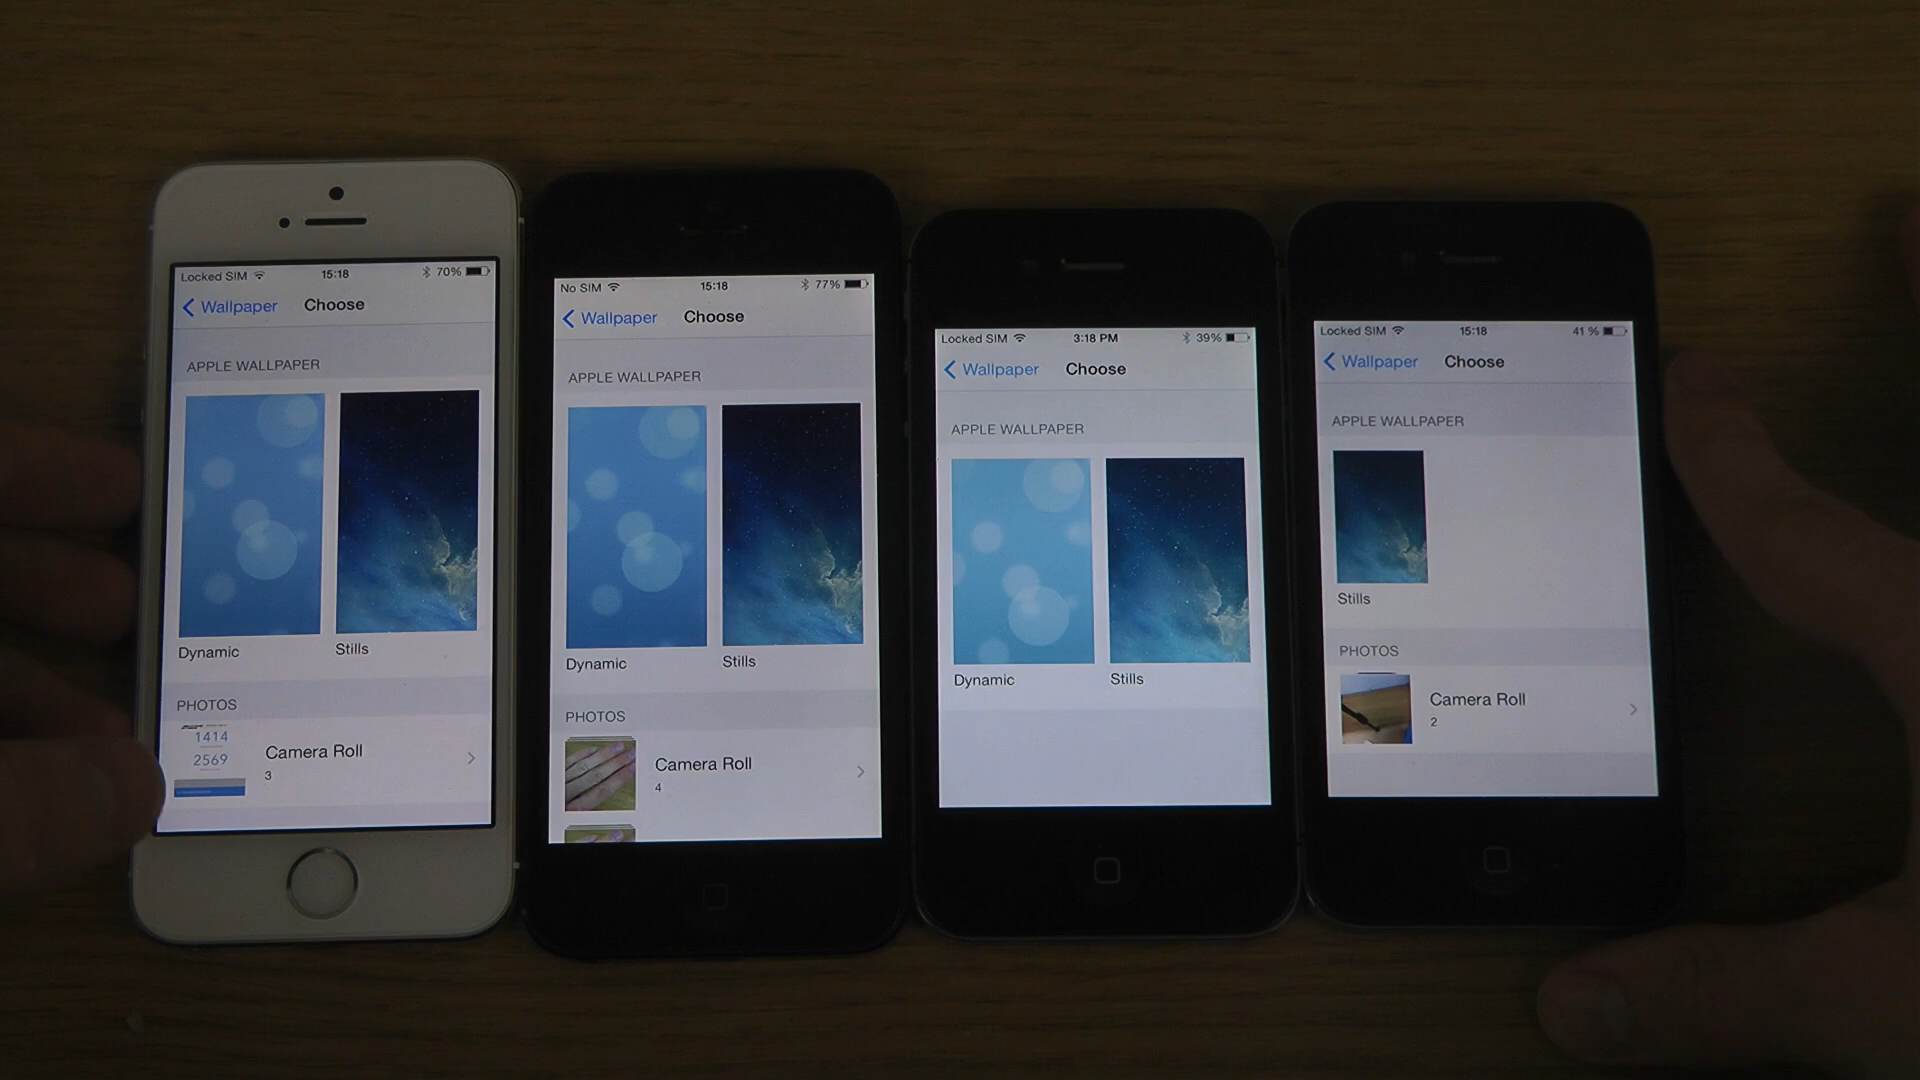 Locked SIM 15:18 70%
Wallpaper Choose
APPLE WALLPAPER
Dynamic Stills
PHOTOS
1414
2569
Camera Roll
3
No SIM 15:18 77%
Wallpaper Choose
APPLE WALLPAPER
Dynamic Stills
PHOTOS
Camera Roll
4
Locked SIM 3:18 PM 39%
Wallpaper Choose
APPLE WALLPAPER
Dynamic Stills
Locked SIM 15:18 41 %
Wallpaper Choose
APPLE WALLPAPER
Stills
PHOTOS
Camera Roll
2